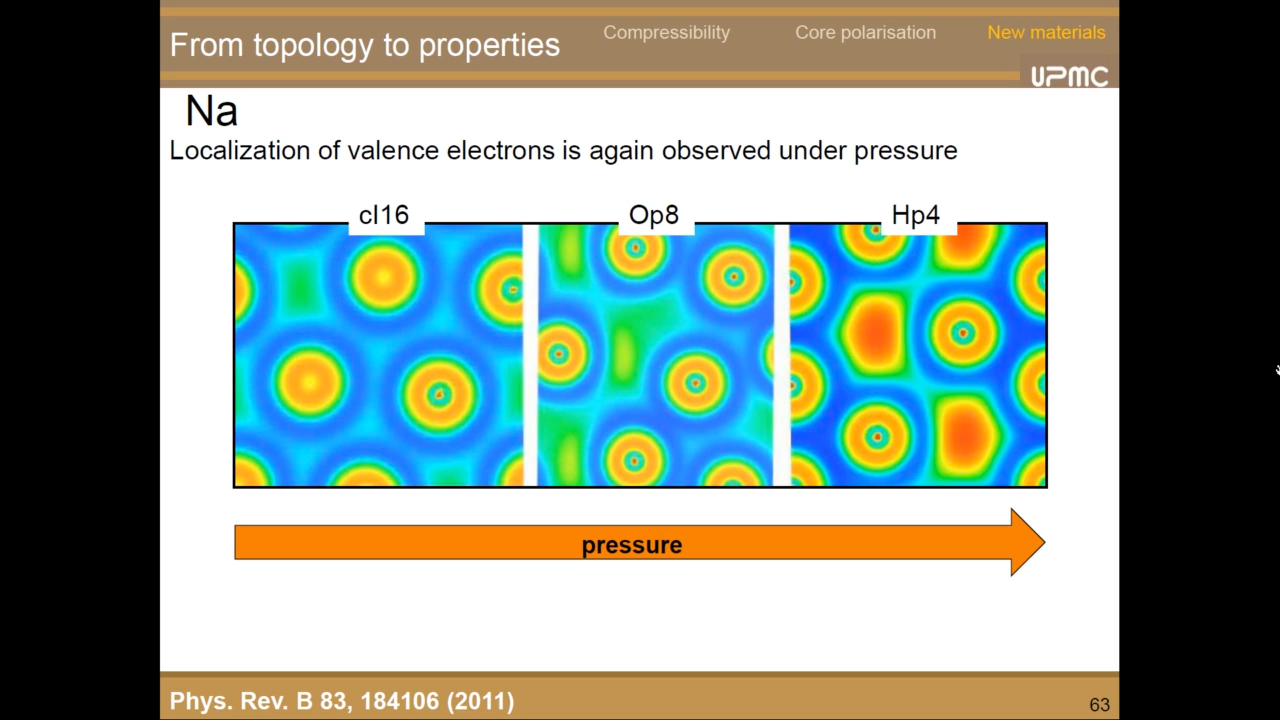 From topology to properties
Compressibility
Core polarisation
New materials
UPMC
Na
Localization of valence electrons is again observed under pressure
cI16
Op8
Hp4
pressure
Phys. Rev. B 83, 184106 (2011)
63